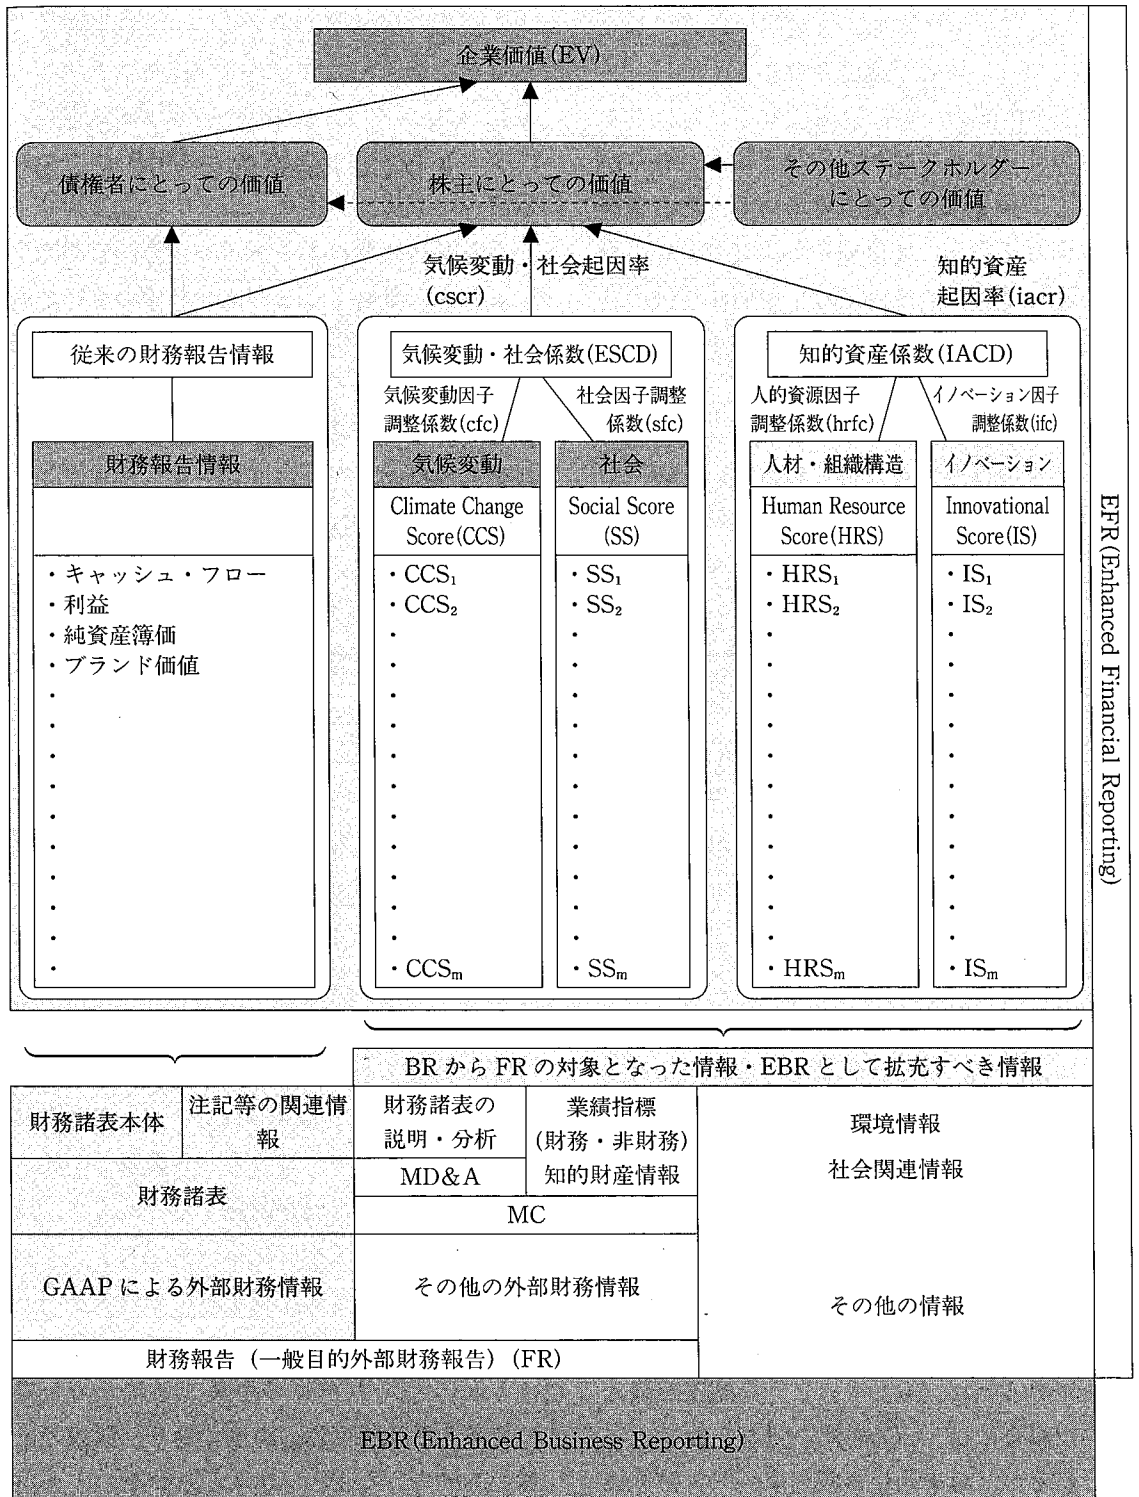 企業価値(EV)
債権者にとっての価値
株主にとっての価値
その他ステークホルダー
にとっての価値
気候変動・社会起因率
(cscr)
知的資産
起因率(iacr)
従来の財務報告情報
気候変動・社会係数(ESCD)
知的資産係数(IACD)
気候変動因子
調整係数(cfc)
社会因子調整
係数(sfc)
人的資源因子
調整係数(hrfc)
イノベーション因子
調整係数(ifc)
財務報告情報
気候変動
社会
人材・組織構造
イノベーション
Climate Change
Score(CCS)
Social Score
(SS)
Human Resource
Score(HRS)
Innovational
Score(IS)
・キャッシュ・フロー
・利益
・純資産簿価
・ブランド価値
・CCS₁
・CCS₂
・CCSₘ
・SS₁
・SS₂
・SSₘ
・HRS₁
・HRS₂
・HRSₘ
・IS₁
・IS₂
・ISₘ
EFR(Enhanced Financial Reporting)
BRからFRの対象となった情報・EBRとして拡充すべき情報
財務諸表本体
注記等の関連情
報
財務諸表の
説明・分析
業績指標
(財務・非財務)
知的財産情報
環境情報
社会関連情報
MD&A
財務諸表
MC
GAAPによる外部財務情報
その他の外部財務情報
その他の情報
財務報告（一般目的外部財務報告）(FR)
EBR(Enhanced Business Reporting)